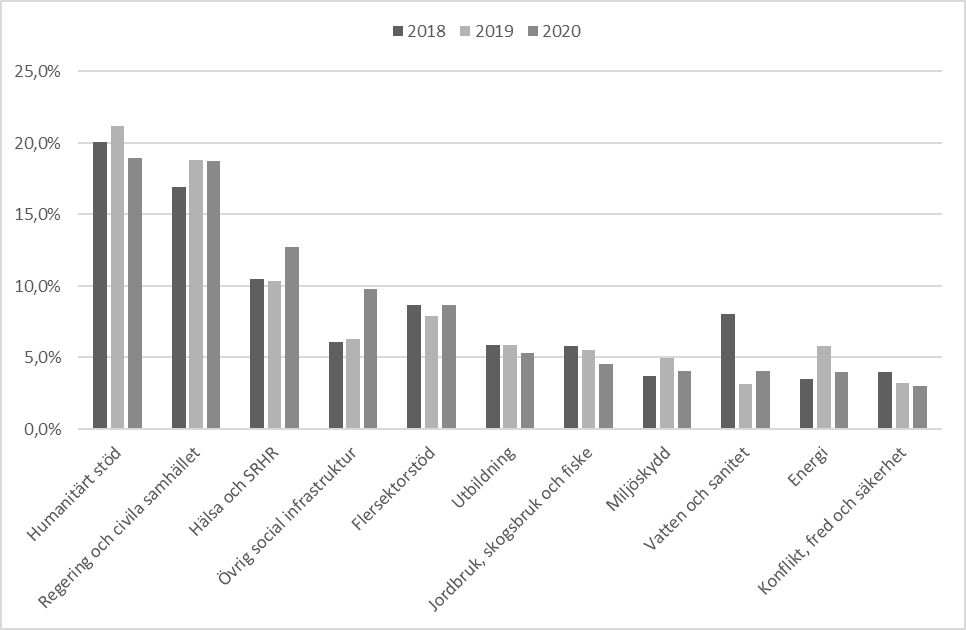 2018 2019 2020
25,0%
20,0%
15,0%
10,0%
5,0%
0,0%
Humanitärt stöd
Regering och civila samhället
Hälsa och SRHR
Övrig social infrastruktur
Flersektorstöd
Utbildning
Jordbruk, skogsbruk och fiske
Miljöskydd
Vatten och sanitet
Energi
Konflikt, fred och säkerhet